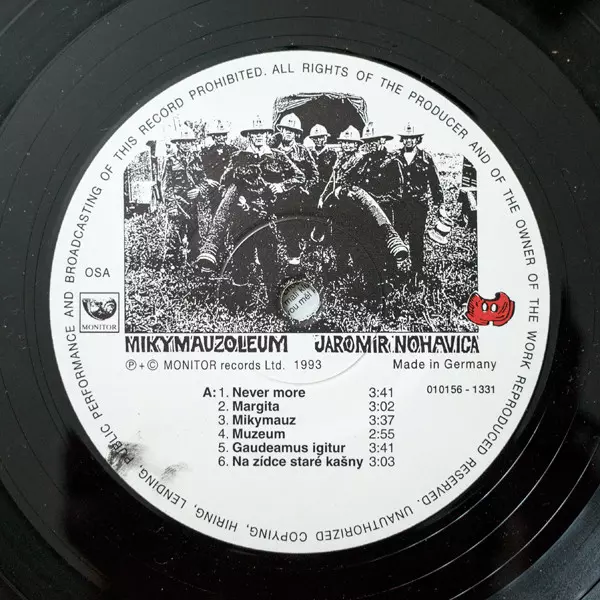 PUBLIC PERFORMANCE AND BROADCASTING OF THIS RECORD PROHIBITED. ALL RIGHTS OF THE PRODUCER AND OF THE OWNER OF THE WORK REPRODUCED RESERVED. UNAUTHORIZED COPYING, HIRING, LENDING,
OSA
MONITOR
MIKYMAUZOLEUM JAROMÍR NOHAVICA
Ⓟ + © MONITOR records Ltd. 1993 Made in Germany
010156 - 1331
A: 1. Never more 3:41
2. Margita 3:02
3. Mikymauz 3:37
4. Muzeum 2:55
5. Gaudeamus igitur 3:41
6. Na zídce staré kašny 3:03